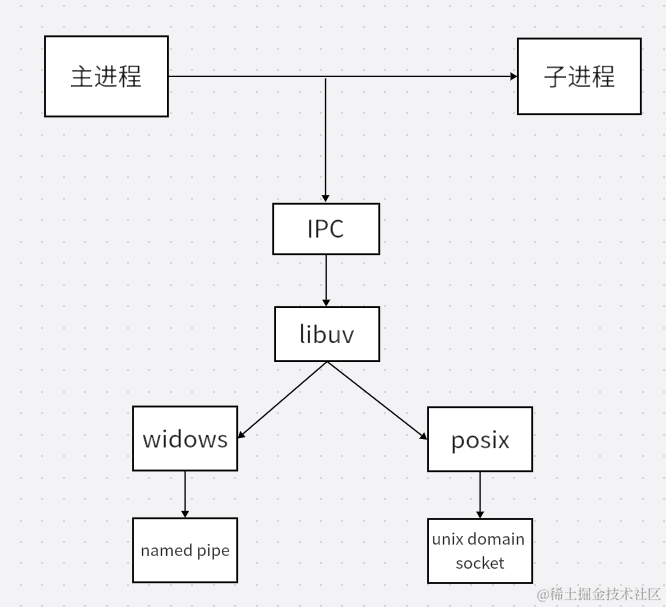 主进程
子进程
IPC
libuv
widows
posix
named pipe
unix domain
socket
@稀土掘金技术社区